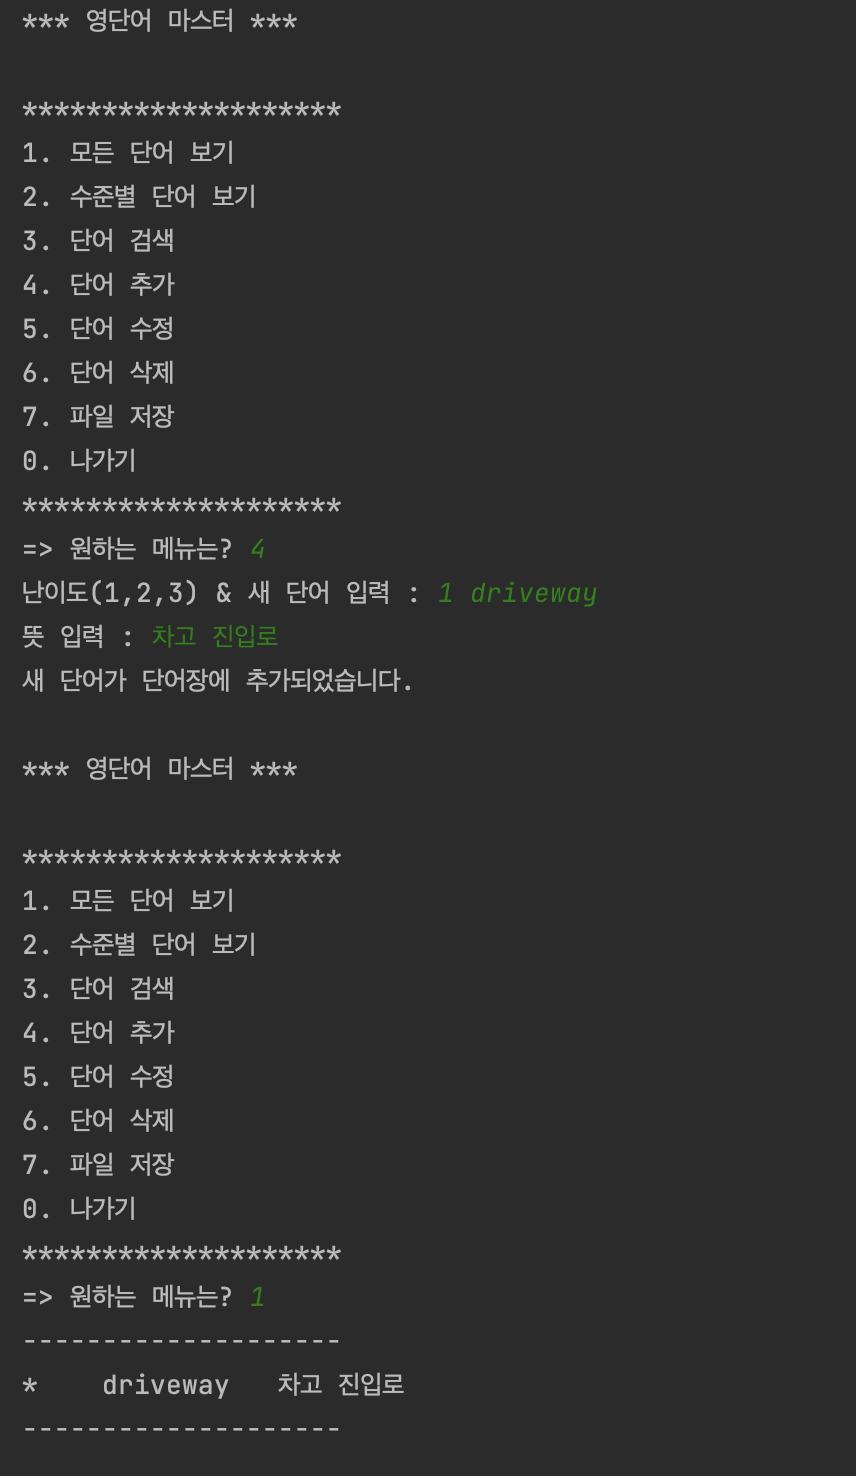 *** 영단어 마스터 ***
********************
1. 모든 단어 보기
2. 수준별 단어 보기
3. 단어 검색
4. 단어 추가
5. 단어 수정
6. 단어 삭제
7. 파일 저장
0. 나가기
********************
=> 원하는 메뉴는? 4
난이도(1,2,3) & 새 단어 입력 : 1 driveway
뜻 입력 : 차고 진입로
새 단어가 단어장에 추가되었습니다.
*** 영단어 마스터 ***
********************
1. 모든 단어 보기
2. 수준별 단어 보기
3. 단어 검색
4. 단어 추가
5. 단어 수정
6. 단어 삭제
7. 파일 저장
0. 나가기
********************
=> 원하는 메뉴는? 1
--------------------
*    driveway   차고 진입로
--------------------